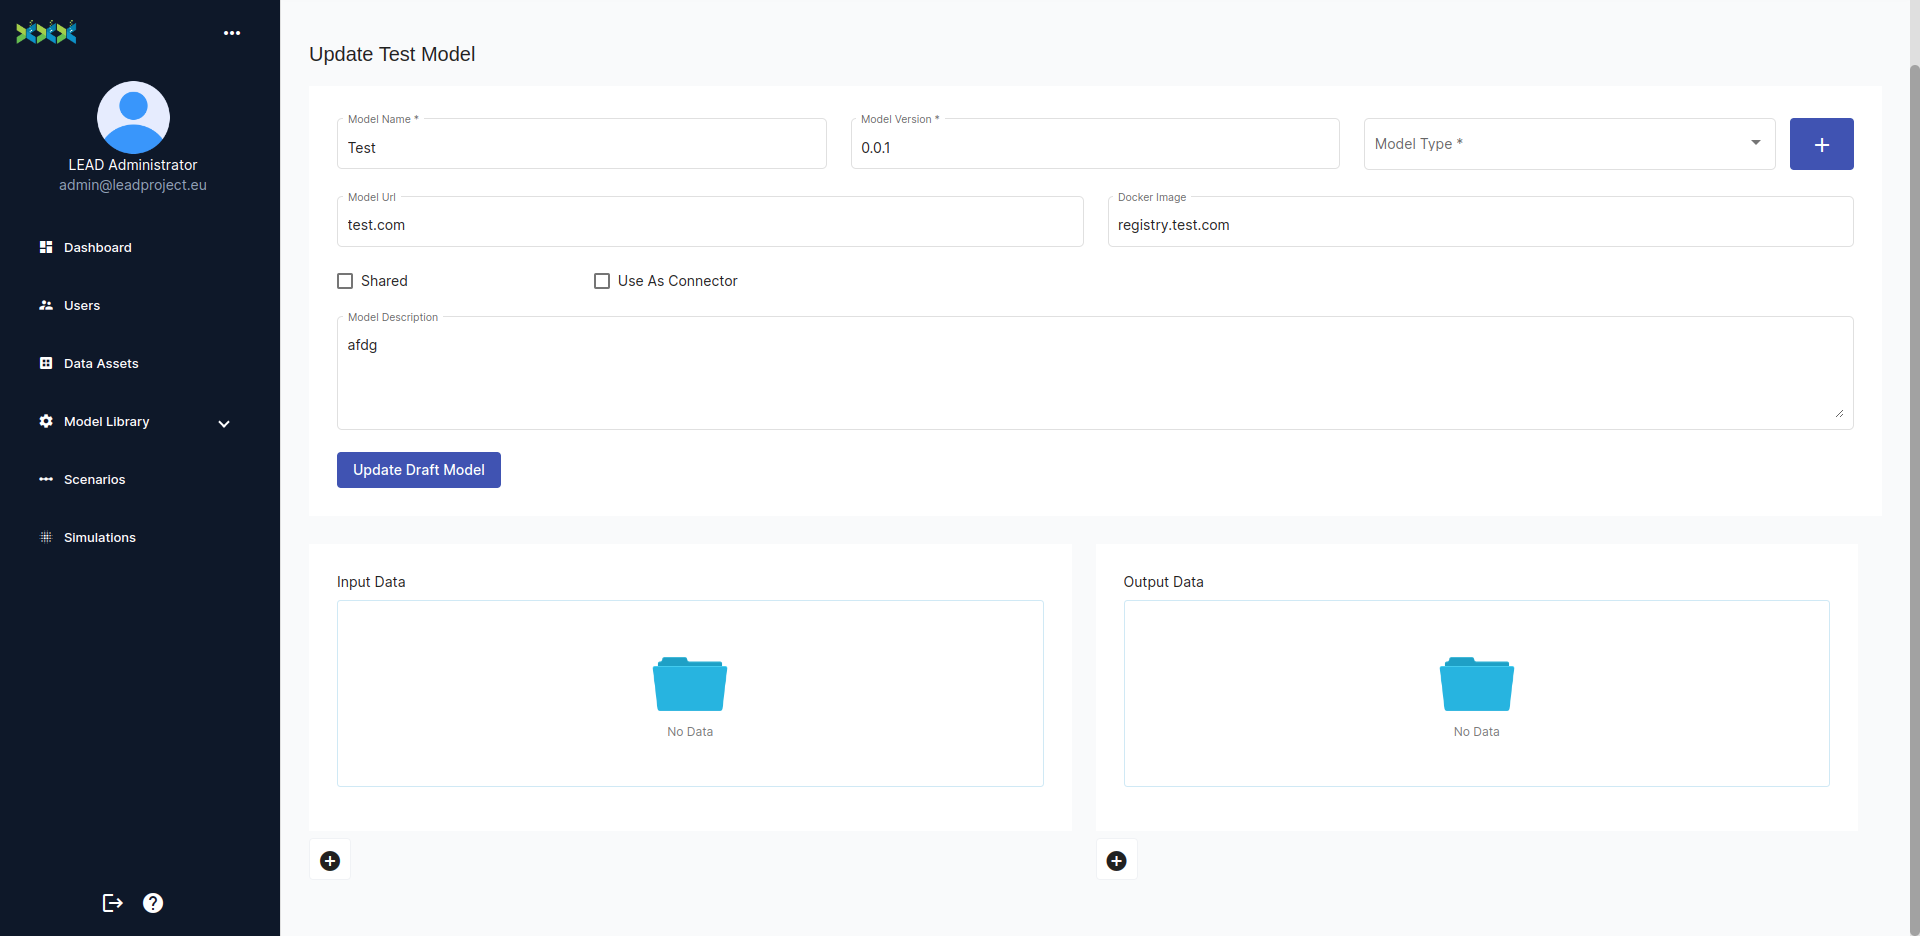 LEAD Administrator
admin@leadproject.eu
Dashboard
Users
Data Assets
Model Library
Scenarios
Simulations
Update Test Model
Model Name *
Test
Model Version *
0.0.1
Model Type *
+
Model Url
test.com
Docker Image
registry.test.com
Shared
Use As Connector
Model Description
afdg
Update Draft Model
Input Data
No Data
Output Data
No Data